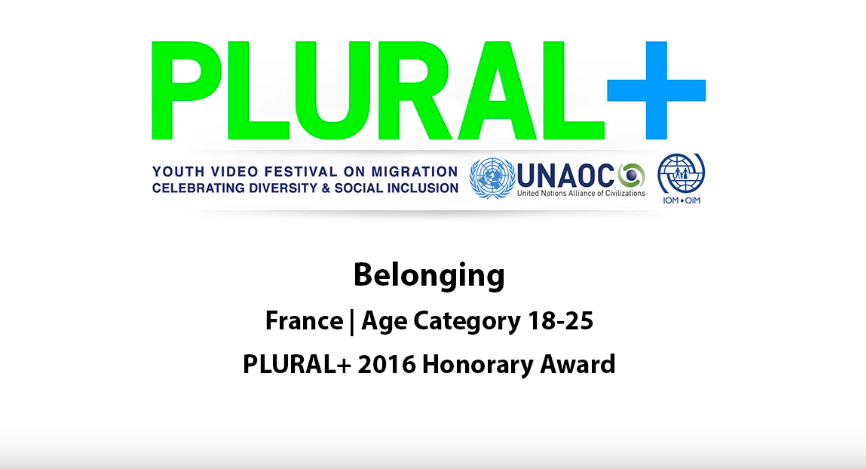 PLURAL+
YOUTH VIDEO FESTIVAL ON MIGRATION
CELEBRATING DIVERSITY & SOCIAL INCLUSION
UNAOC
United Nations Alliance of Civilizations
IOM • OIM
Belonging
France | Age Category 18-25
PLURAL+ 2016 Honorary Award